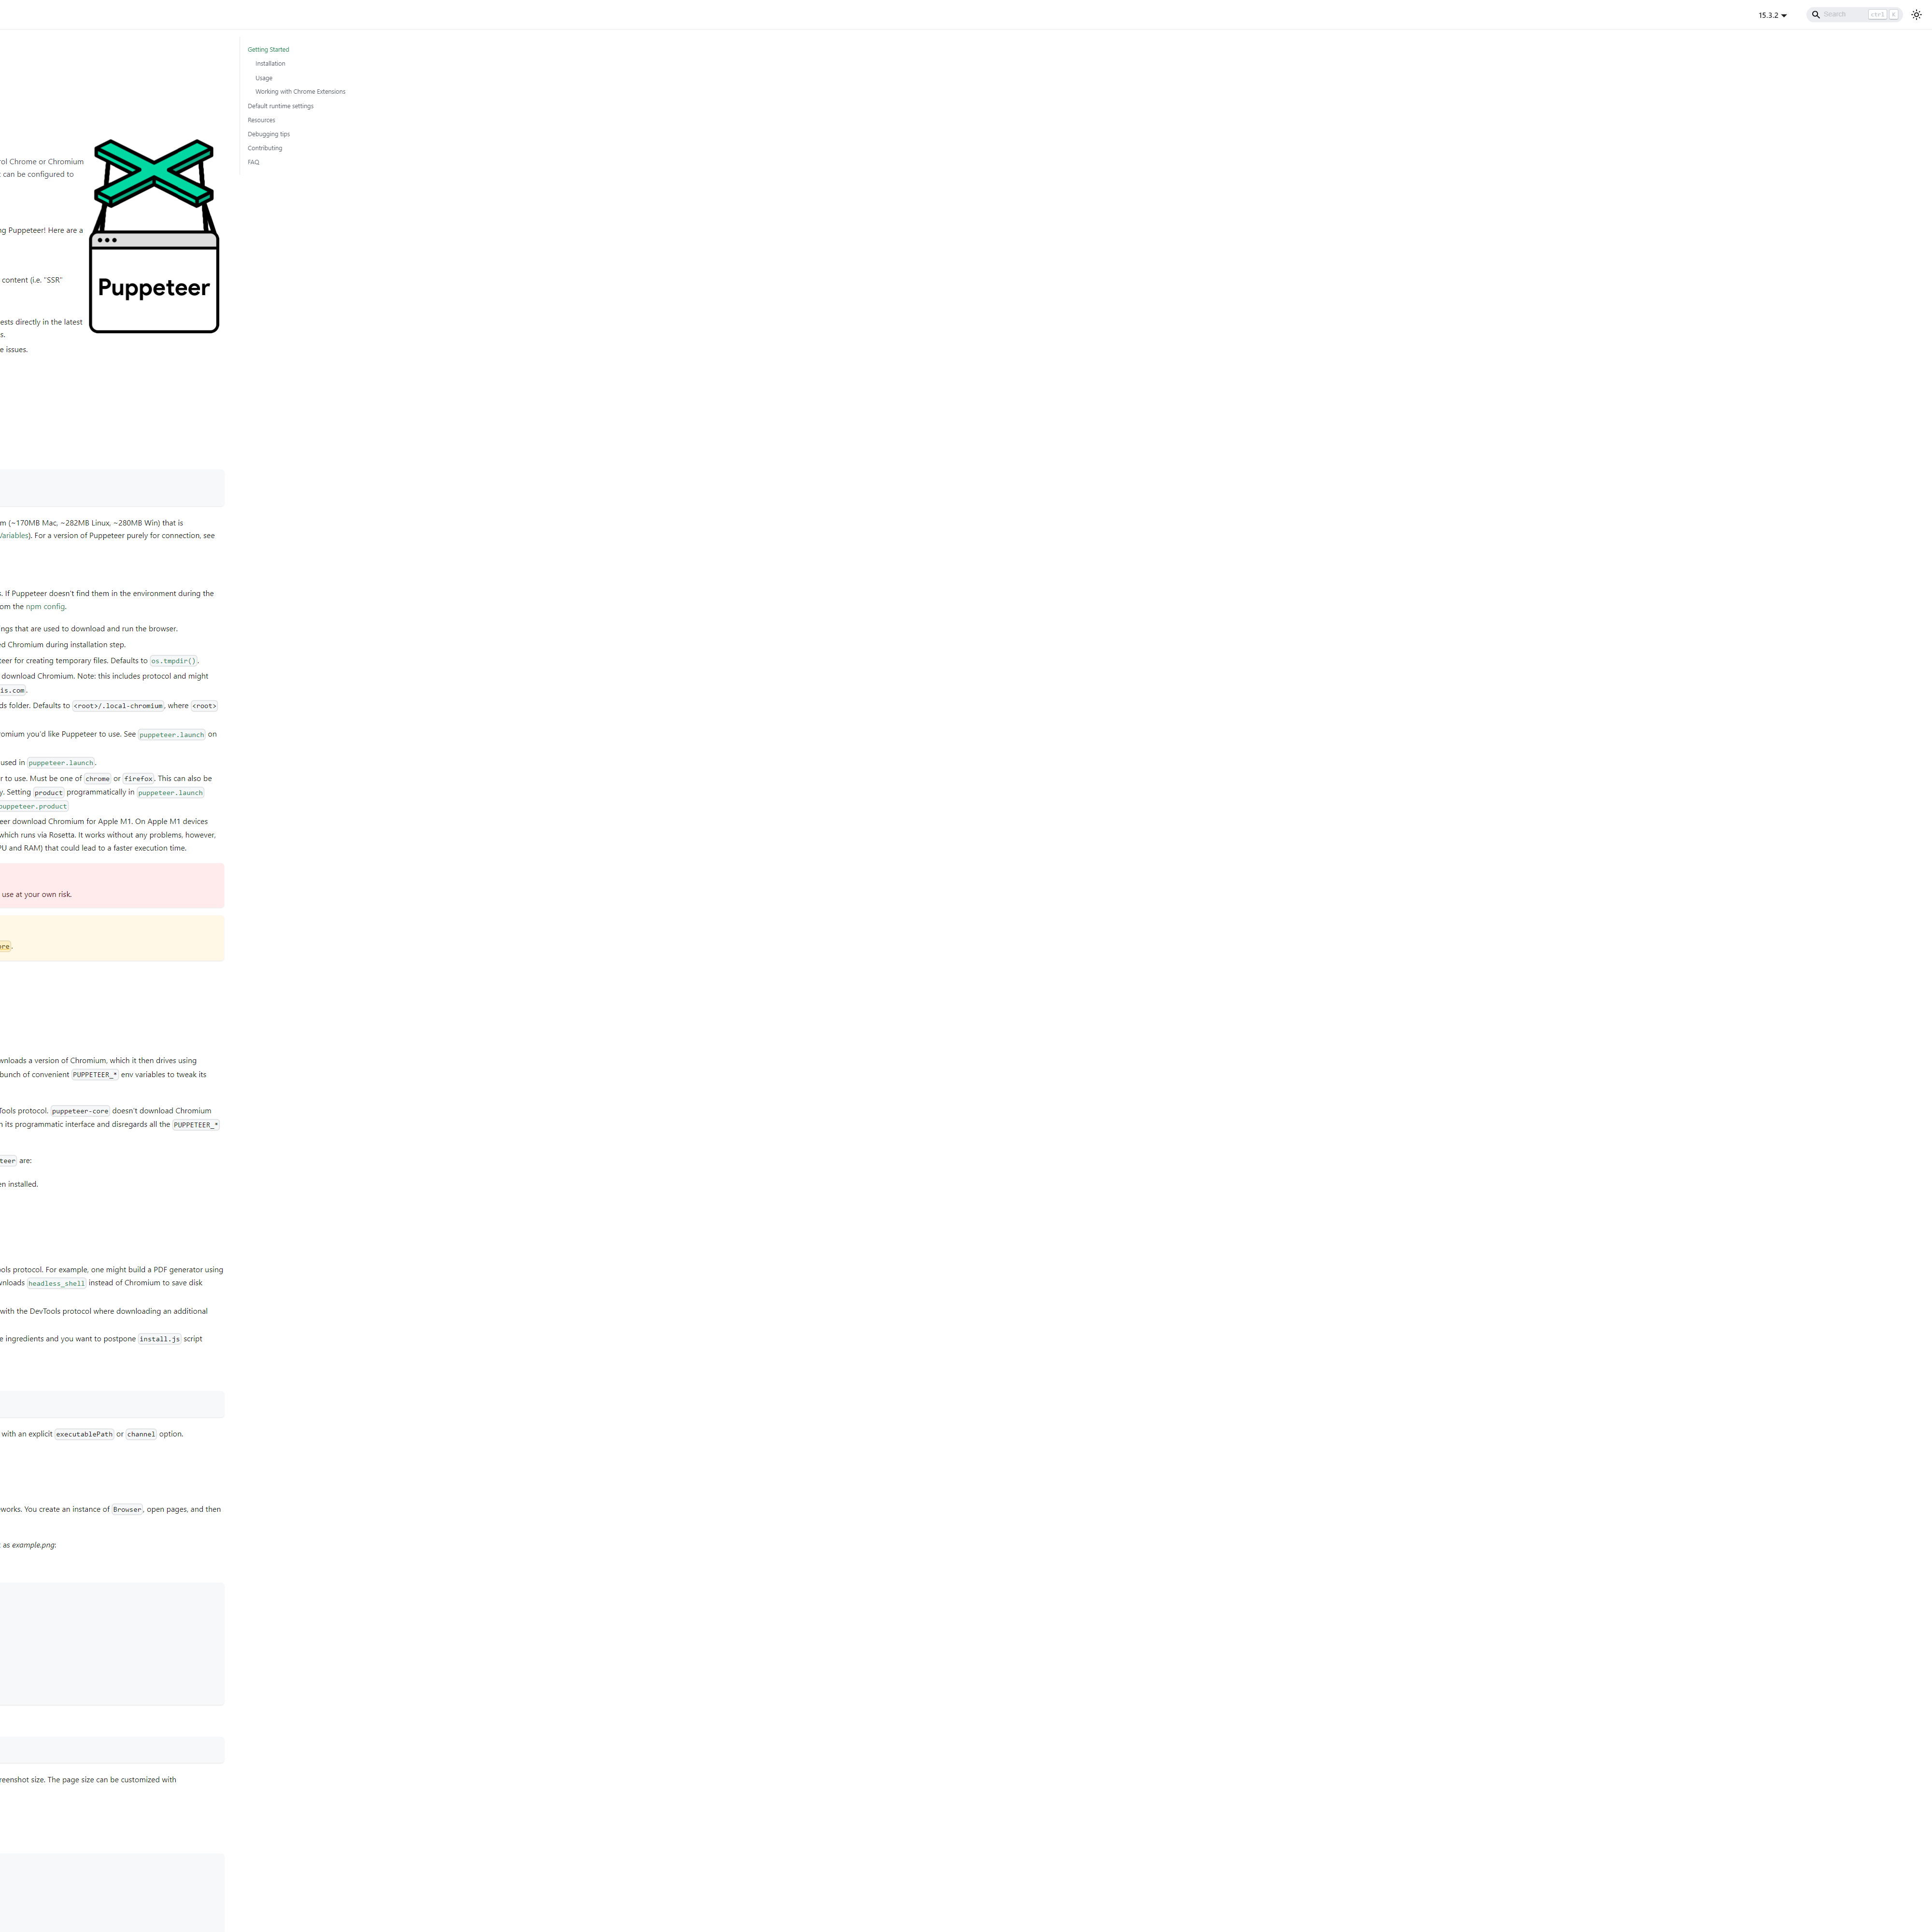 15.3.2
Search
ctrl
K
Getting Started
Installation
Usage
Working with Chrome Extensions
Default runtime settings
Resources
Debugging tips
Contributing
FAQ
rol Chrome or Chromium
can be configured to
Puppeteer
ng Puppeteer! Here are a
content (i.e. "SSR"
ests directly in the latest
s.
e issues.
m (~170MB Mac, ~282MB Linux, ~280MB Win) that is
Variables). For a version of Puppeteer purely for connection, see
s. If Puppeteer doesn't find them in the environment during the
om the npm config.
ngs that are used to download and run the browser.
ed Chromium during installation step.
teer for creating temporary files. Defaults to os.tmpdir().
download Chromium. Note: this includes protocol and might
is.com.
ds folder. Defaults to <root>/.local-chromium, where <root>
romium you'd like Puppeteer to use. See puppeteer.launch on
used in puppeteer.launch.
r to use. Must be one of chrome or firefox. This can also be
y. Setting product programmatically in puppeteer.launch
puppeteer.product
eer download Chromium for Apple M1. On Apple M1 devices
which runs via Rosetta. It works without any problems, however,
PU and RAM) that could lead to a faster execution time.
use at your own risk.
ore.
wnloads a version of Chromium, which it then drives using
bunch of convenient PUPPETEER_* env variables to tweak its
Tools protocol. puppeteer-core doesn't download Chromium
h its programmatic interface and disregards all the PUPPETEER_*
teer are:
en installed.
ools protocol. For example, one might build a PDF generator using
wnloads headless_shell instead of Chromium to save disk
with the DevTools protocol where downloading an additional
e ingredients and you want to postpone install.js script
with an explicit executablePath or channel option.
works. You create an instance of Browser, open pages, and then
as example.png:
reenshot size. The page size can be customized with